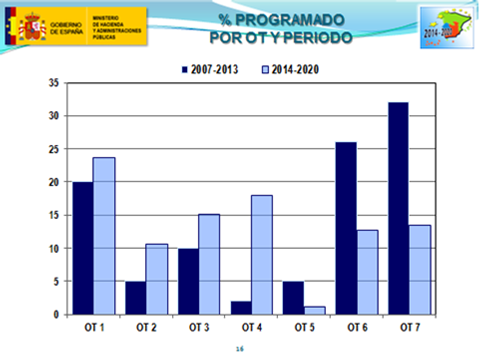 GOBIERNO
DE ESPAÑA
MINISTERIO
DE HACIENDA
Y ADMINISTRACIONES
PÚBLICAS
% PROGRAMADO
POR OT Y PERIODO
2007-2013 2014-2020
35
30
25
20
15
10
5
0
OT 1 OT 2 OT 3 OT 4 OT 5 OT 6 OT 7
16